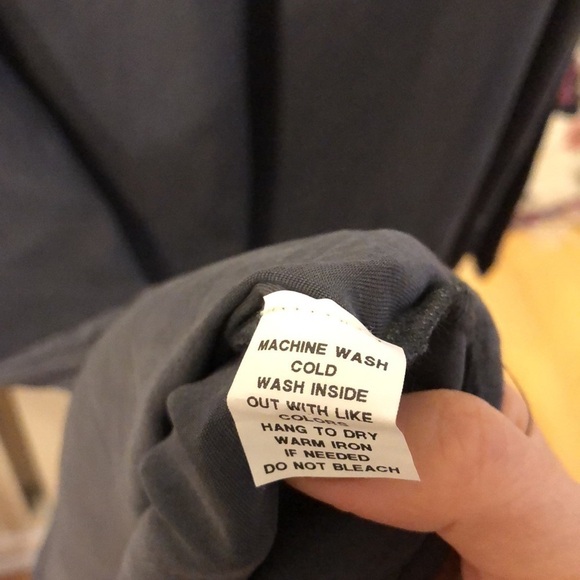 MACHINE WASH
COLD
WASH INSIDE
OUT WITH LIKE
COLORS
HANG TO DRY
WARM IRON
IF NEEDED
DO NOT BLEACH